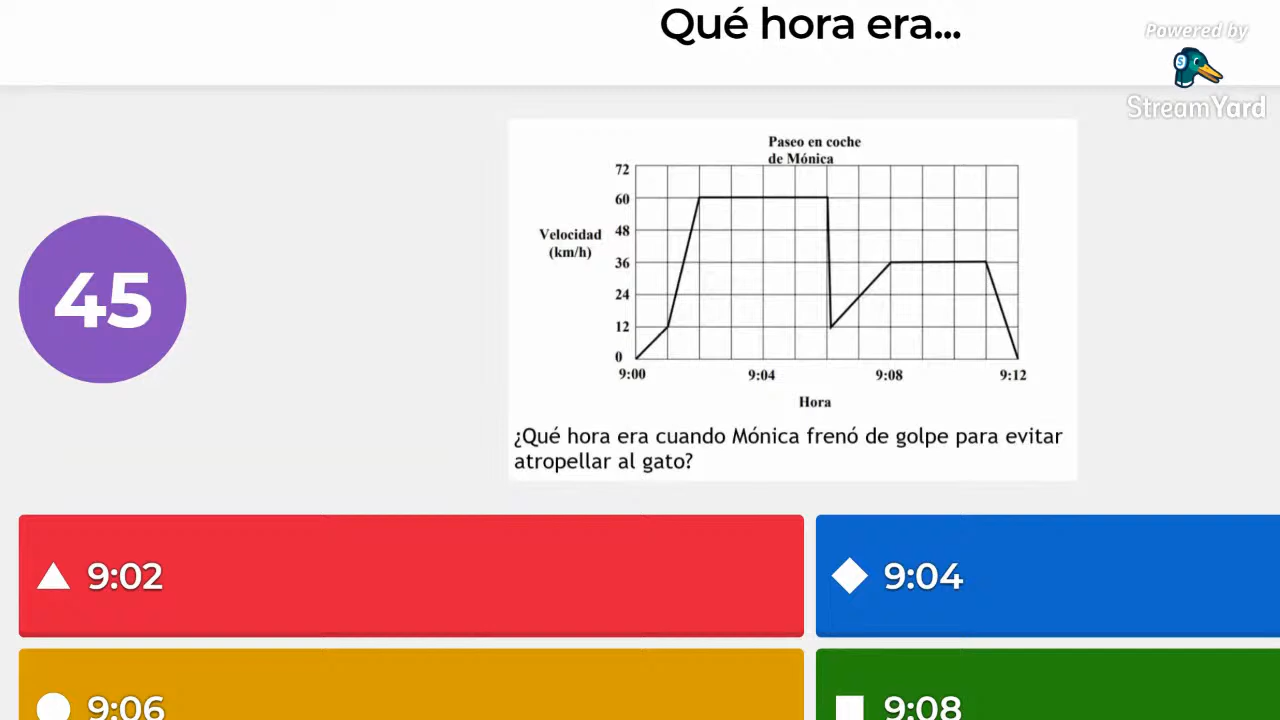 Qué hora era...
Powered by
StreamYard
45
Paseo en coche
de Mónica
72
60
Velocidad
(km/h)
48
36
24
12
0
9:00
9:04
9:08
9:12
Hora
¿Qué hora era cuando Mónica frenó de golpe para evitar
atropellar al gato?
9:02
9:04
9:06
9:08